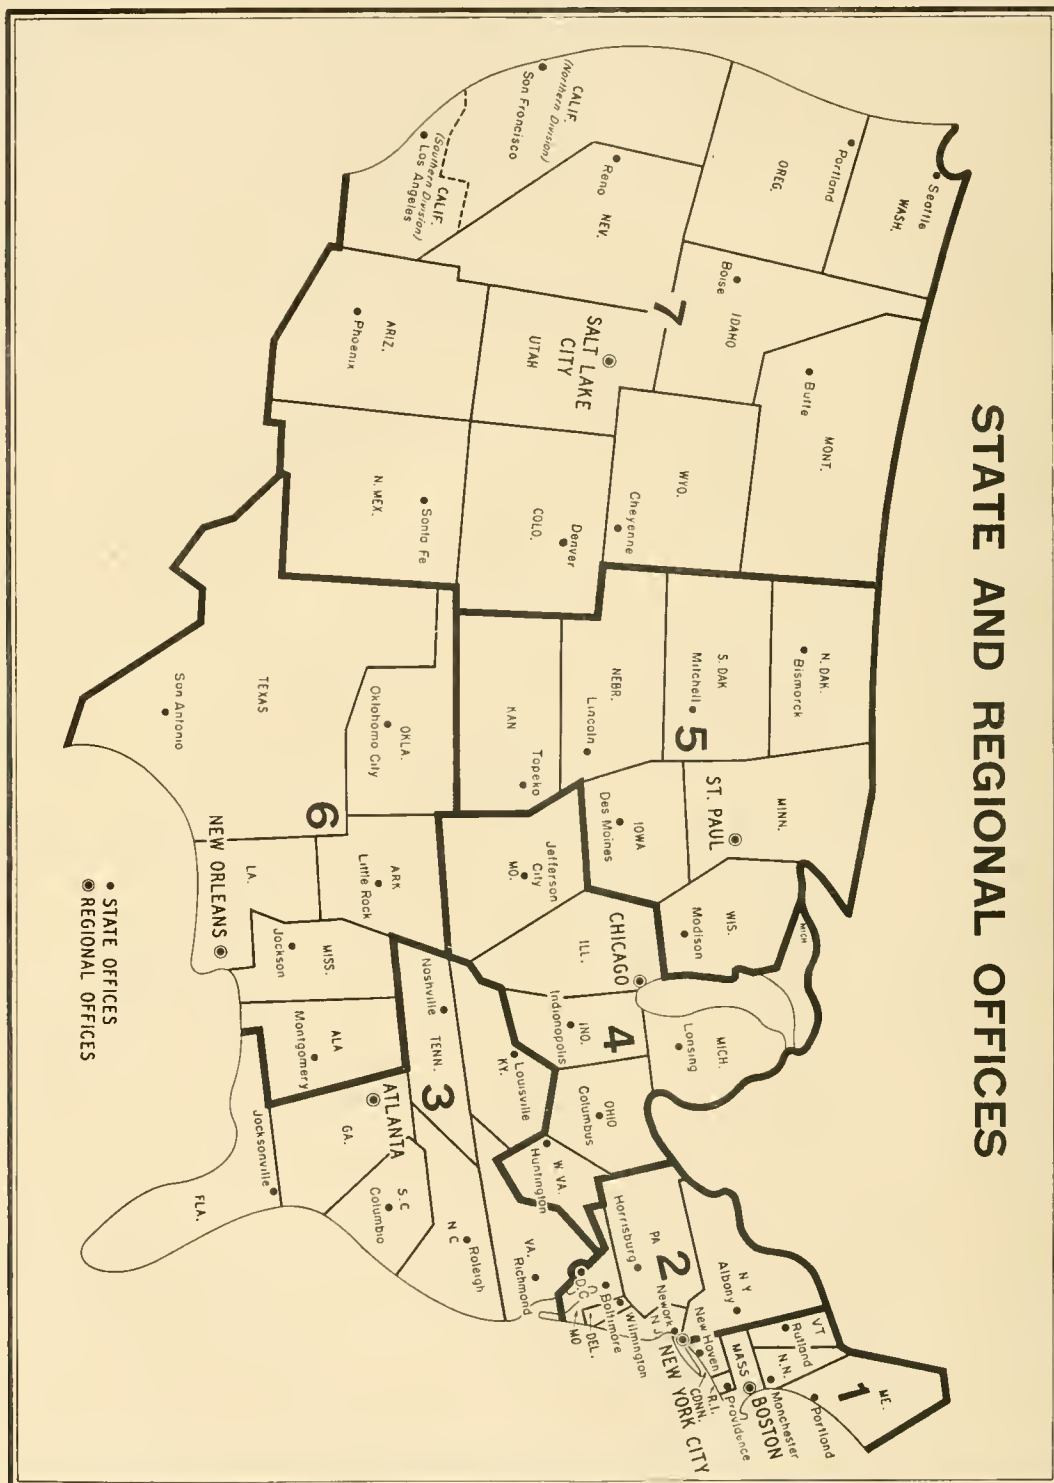 STATE AND REGIONAL OFFICES
Seattle
WASH.
Portland
OREG.
CALIF.
(Northern Division)
San Francisco
CALIF.
(Southern Division)
Los Angeles
Reno
NEV.
Boise
IDAHO
7
SALT LAKE
CITY
UTAH
ARIZ.
Phoenix
Butte
MONT.
WYO.
Cheyenne
Denver
COLO.
Santa Fe
N. MEX.
N. DAK.
Bismarck
S. DAK
Mitchell
5
NEBR.
Lincoln
KAN
Topeka
OKLA.
Oklahoma City
TEXAS
San Antonio
6
MINN.
ST. PAUL
IOWA
Des Moines
Jefferson
City
MO.
ARK
Little Rock
LA.
NEW ORLEANS
WIS.
Madison
MICH
MICH.
Lansing
CHICAGO
ILL.
IND.
Indianapolis
4
OHIO
Columbus
KY.
Louisville
TENN.
Nashville
3
MISS.
Jackson
ALA
Montgomery
ATLANTA
GA.
Jacksonville
FLA.
S. C
Columbia
N C
Raleigh
VA.
Richmond
W. VA.
Huntington
PA
Harrisburg
2
N Y
Albany
Newark
N J
NEW YORK CITY
Wilmington
DEL.
Baltimore
MD
D.C
New Haven
CONN.
R.I.
Providence
MASS
BOSTON
VT
Rutland
N.N.
Manchester
ME.
Portland
1
STATE OFFICES
REGIONAL OFFICES